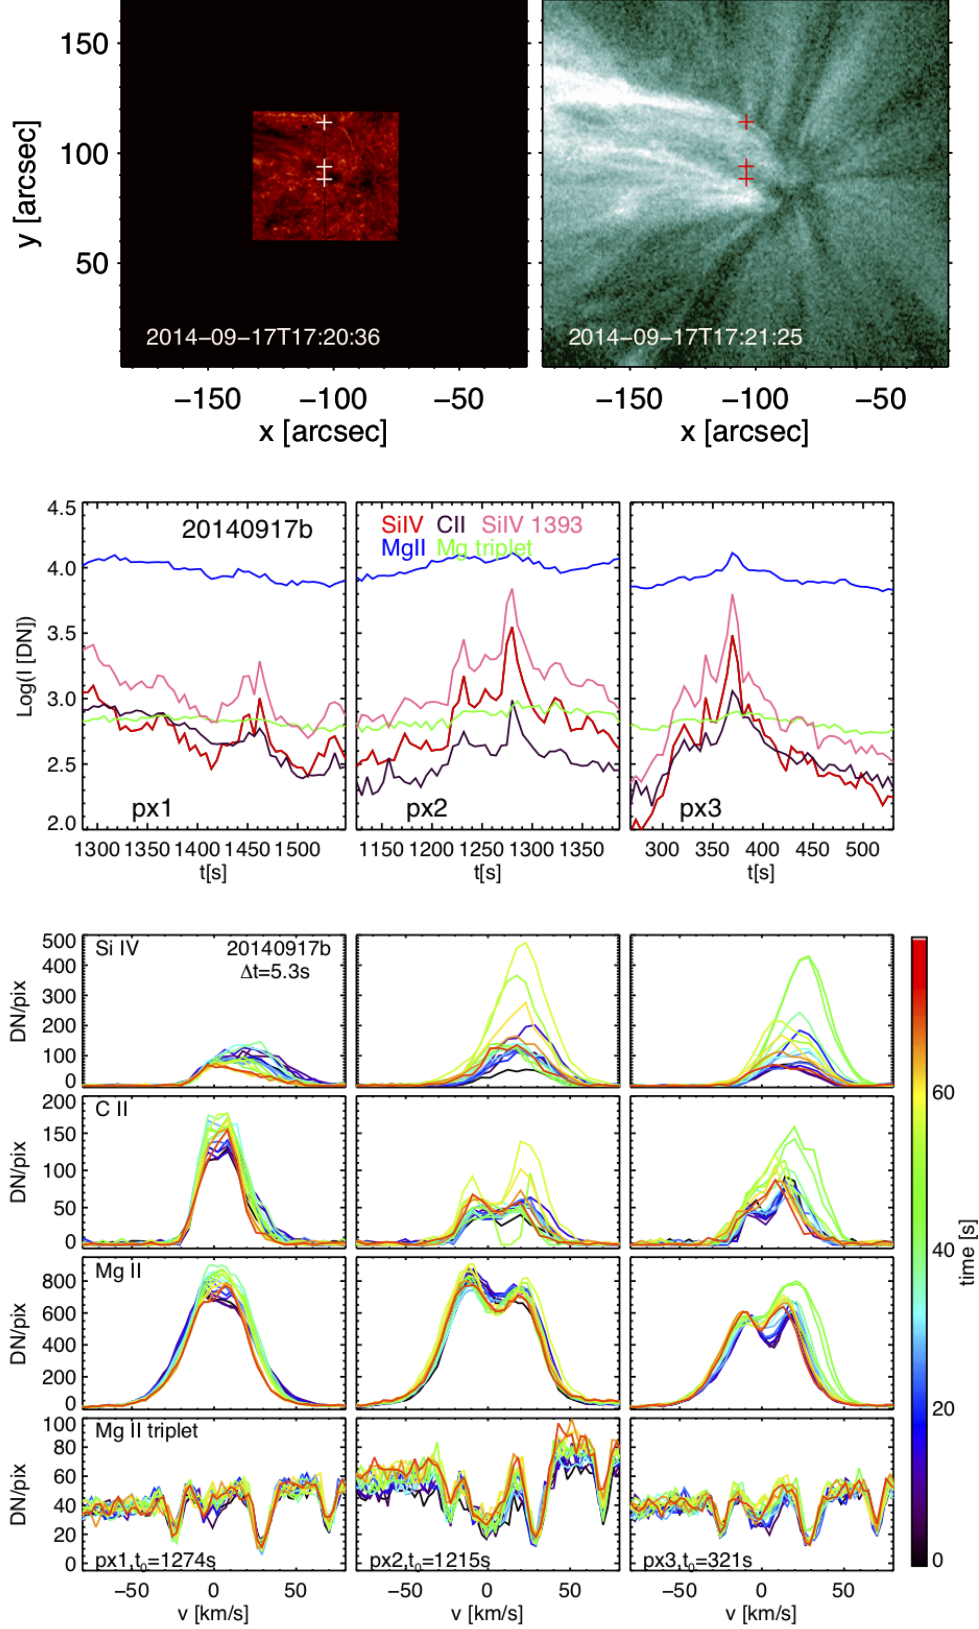 150
100
50
y [arcsec]
2014−09−17T17:20:36
2014−09−17T17:21:25
−150 −100 −50 −150 −100 −50
x [arcsec] x [arcsec]
4.5
4.0
3.5
3.0
2.5
2.0
Log(I [DN])
20140917b
SiIV CII SiIV 1393
MgII Mg triplet
px1 px2 px3
1300 1350 1400 1450 1500 1150 1200 1250 1300 1350 300 350 400 450 500
t[s] t[s] t[s]
Si IV 20140917b
Δt=5.3s
500
400
300
200
100
0
DN/pix
C II
200
150
100
50
0
DN/pix
Mg II
800
600
400
200
0
DN/pix
Mg II triplet
100
80
60
40
20
0
DN/pix
px1,t0=1274s px2,t0=1215s px3,t0=321s
−50 0 50 −50 0 50 −50 0 50
v [km/s] v [km/s] v [km/s]
60
40
20
0
time [s]